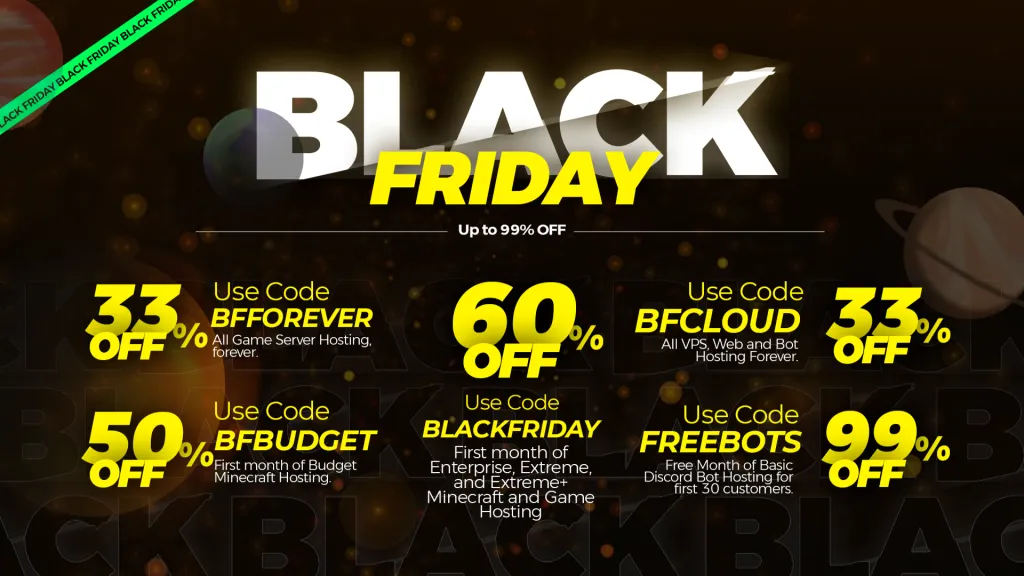 LACK FRIDAY BLACK FRIDAY BLACK FRIDA
BLACK
FRIDAY
Up to 99% OFF
33%
OFF
Use Code
BFFOREVER
All Game Server Hosting,
forever.
50%
OFF
Use Code
BFBUDGET
First month of Budget
Minecraft Hosting.
60%
OFF
Use Code
BLACKFRIDAY
First month of
Enterprise, Extreme,
and Extreme+
Minecraft and Game
Hosting
Use Code
BFCLOUD
All VPS, Web and Bot
Hosting Forever.
33%
OFF
Use Code
FREEBOTS
Free Month of Basic
Discord Bot Hosting for
first 30 customers.
99%
OFF